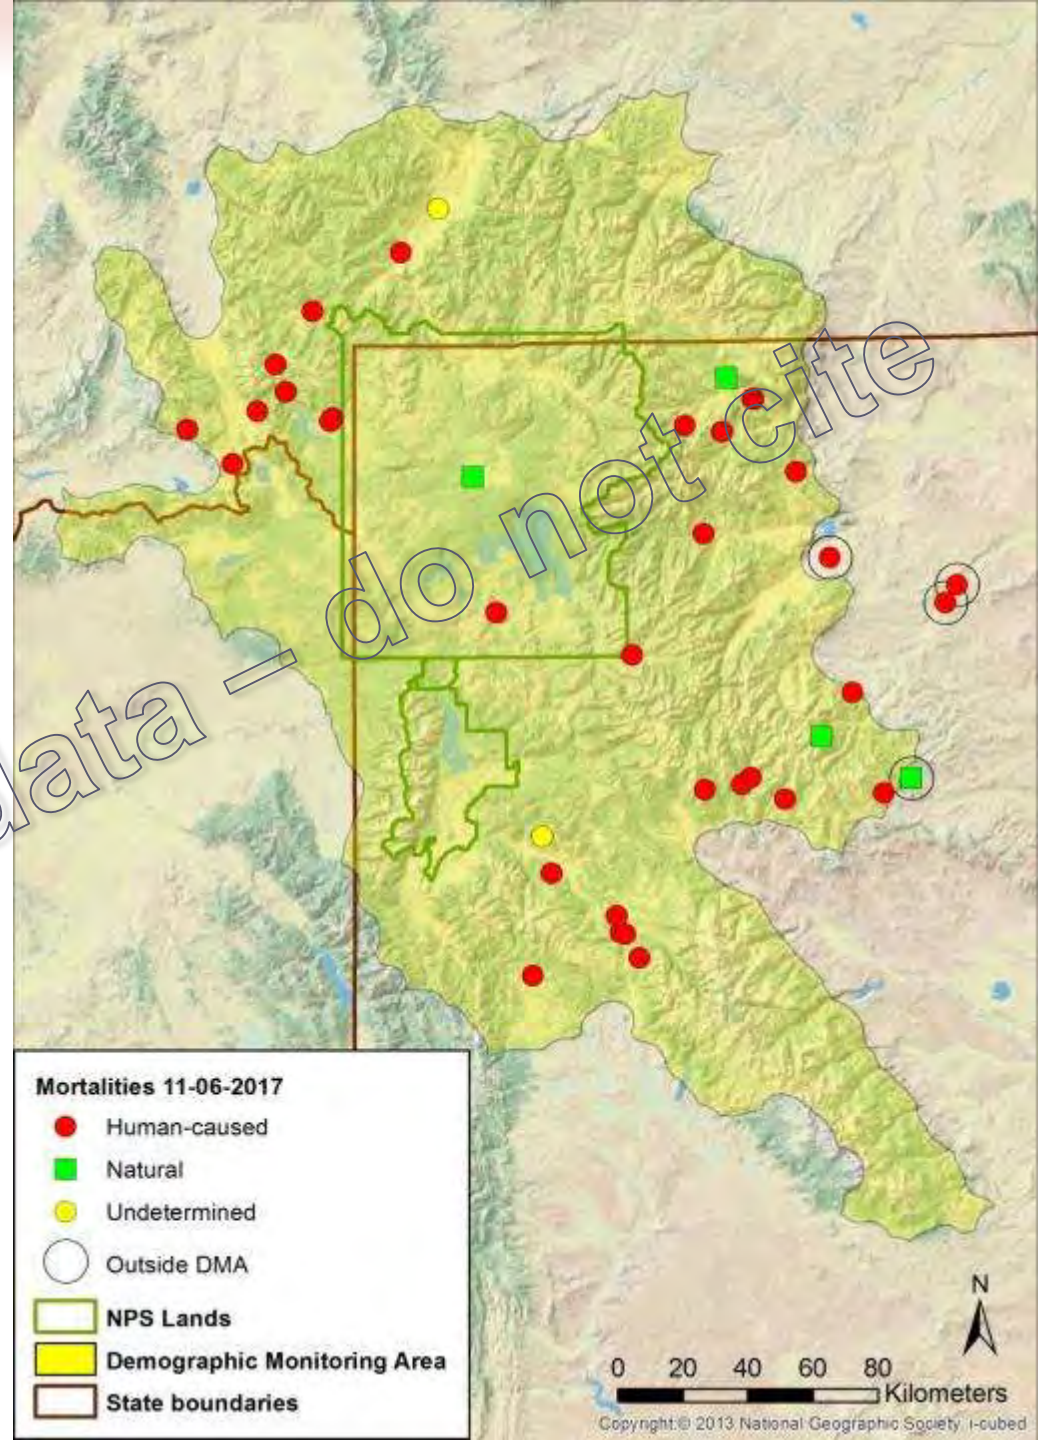 data – do not cite
Mortalities 11-06-2017
Human-caused
Natural
Undetermined
Outside DMA
NPS Lands
Demographic Monitoring Area
State boundaries
N
0 20 40 60 80
Kilometers
Copyright:© 2013 National Geographic Society, i-cubed